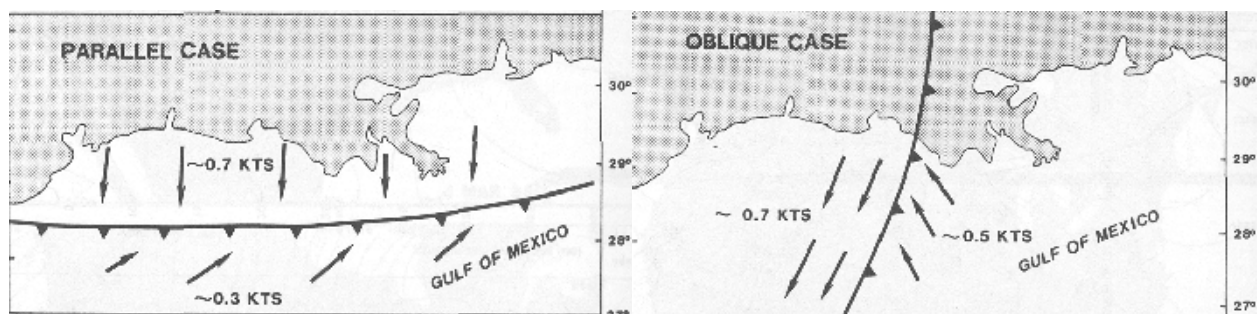 PARALLEL CASE
~0.7 KTS
~0.3 KTS
GULF OF MEXICO
30°
29°
28°
OBLIQUE CASE
~ 0.7 KTS
~0.5 KTS
GULF OF MEXICO
30°
29°
28°
27°